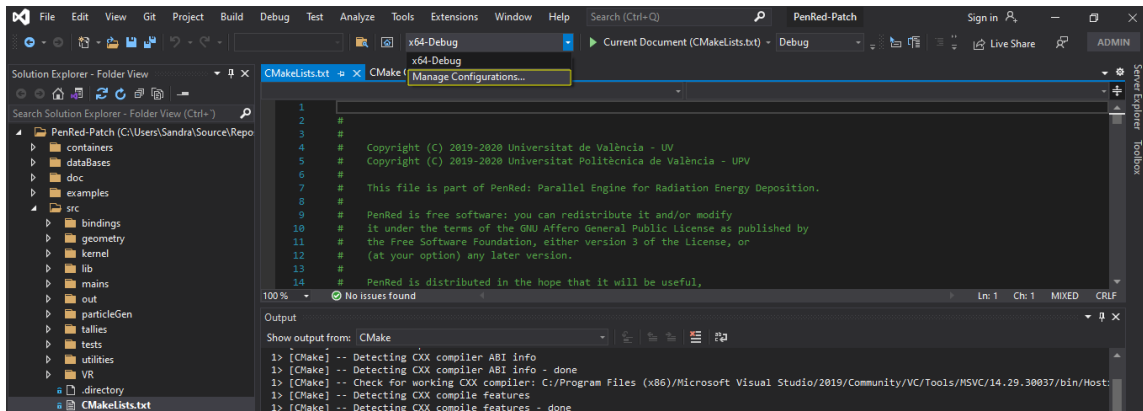 File Edit View Git Project Build Debug Test Analyze Tools Extensions Window Help Search (Ctrl+Q) PenRed-Patch Sign in
x64-Debug Current Document (CMakeLists.txt) Debug Live Share ADMIN
x64-Debug
Manage Configurations...
Solution Explorer - Folder View
CMakeLists.txt CMake
Search Solution Explorer - Folder View (Ctrl+¨)
PenRed-Patch (C:\Users\Sandra\Source\Repo
containers
dataBases
doc
examples
src
bindings
geometry
kernel
lib
mains
out
particleGen
tallies
tests
utilities
VR
.directory
CMakeLists.txt
1
2 #
3 #
4 # Copyright (C) 2019-2020 Universitat de València - UV
5 # Copyright (C) 2019-2020 Universitat Politècnica de València - UPV
6 #
7 # This file is part of PenRed: Parallel Engine for Radiation Energy Deposition.
8 #
9 # PenRed is free software: you can redistribute it and/or modify
10 # it under the terms of the GNU Affero General Public License as published by
11 # the Free Software Foundation, either version 3 of the License, or
12 # (at your option) any later version.
13 #
14 # PenRed is distributed in the hope that it will be useful,
100 % No issues found Ln: 1 Ch: 1 MIXED CRLF
Output
Show output from: CMake
1> [CMake] -- Detecting CXX compiler ABI info
1> [CMake] -- Detecting CXX compiler ABI info - done
1> [CMake] -- Check for working CXX compiler: C:/Program Files (x86)/Microsoft Visual Studio/2019/Community/VC/Tools/MSVC/14.29.30037/bin/Host
1> [CMake] -- Detecting CXX compile features
1> [CMake] -- Detecting CXX compile features - done
Server Explorer
Toolbox